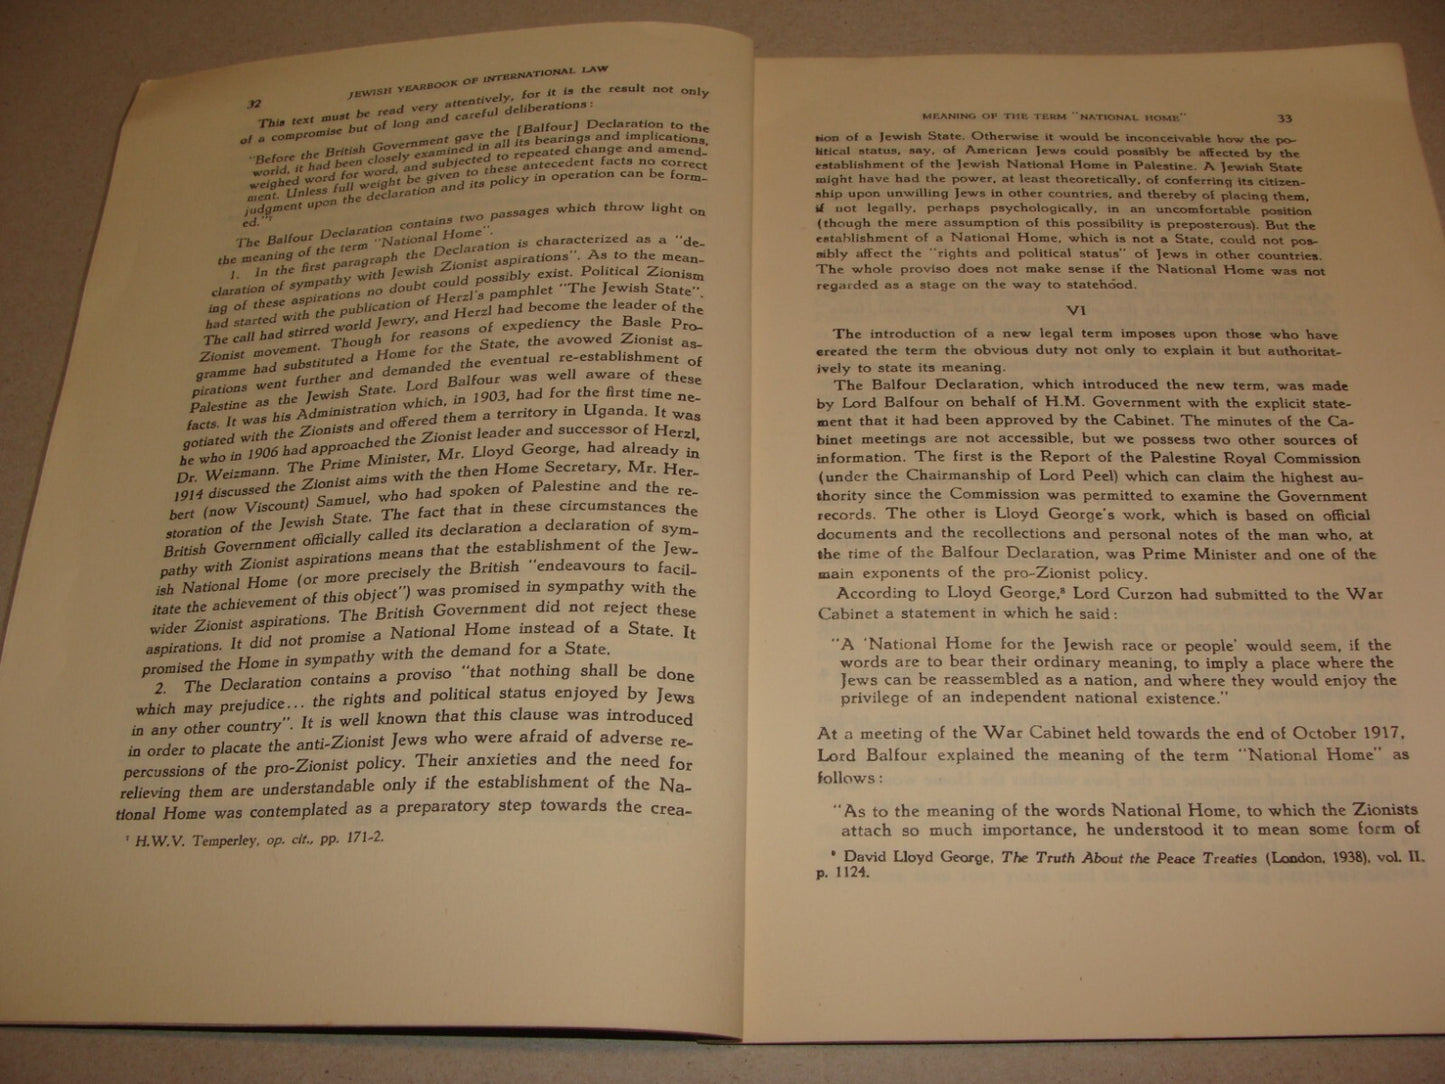 32
JEWISH YEARBOOK OF INTERNATIONAL LAW
This text must be read very attentively, for it is the result not only
of a compromise but of long and careful deliberations:
"Before the British Government gave the [Balfour] Declaration to the
world, it had been closely examined in all its bearings and implications,
weighed word for word, and subjected to repeated change and amend-
ment. Unless full weight be given to these antecedent facts no correct
judgment upon the declaration and its policy in operation can be form-
ed."⁷
The Balfour Declaration contains two passages which throw light on
the meaning of the term "National Home".
1. In the first paragraph the Declaration is characterized as a "de-
claration of sympathy with Jewish Zionist aspirations". As to the mean-
ing of these aspirations no doubt could possibly exist. Political Zionism
had started with the publication of Herzl's pamphlet "The Jewish State".
The call had stirred world Jewry, and Herzl had become the leader of the
Zionist movement. Though for reasons of expediency the Basle Pro-
gramme had substituted a Home for the State, the avowed Zionist as-
pirations went further and demanded the eventual re-establishment of
Palestine as the Jewish State. Lord Balfour was well aware of these
facts. It was his Administration which, in 1903, had for the first time ne-
gotiated with the Zionists and offered them a territory in Uganda. It was
he who in 1906 had approached the Zionist leader and successor of Herzl,
Dr. Weizmann. The Prime Minister, Mr. Lloyd George, had already in
1914 discussed the Zionist aims with the then Home Secretary, Mr. Her-
bert (now Viscount) Samuel, who had spoken of Palestine and the re-
storation of the Jewish State. The fact that in these circumstances the
British Government officially called its declaration a declaration of sym-
pathy with Zionist aspirations means that the establishment of the Jew-
ish National Home (or more precisely the British "endeavours to facil-
itate the achievement of this object") was promised in sympathy with the
wider Zionist aspirations. The British Government did not reject these
aspirations. It did not promise a National Home instead of a State. It
promised the Home in sympathy with the demand for a State.
2. The Declaration contains a proviso "that nothing shall be done
which may prejudice... the rights and political status enjoyed by Jews
in any other country". It is well known that this clause was introduced
in order to placate the anti-Zionist Jews who were afraid of adverse re-
percussions of the pro-Zionist policy. Their anxieties and the need for
relieving them are understandable only if the establishment of the Na-
tional Home was contemplated as a preparatory step towards the crea-
⁷ H.W.V. Temperley, op. cit., pp. 171-2.
MEANING OF THE TERM "NATIONAL HOME"
33
tion of a Jewish State. Otherwise it would be inconceivable how the po-
litical status, say, of American Jews could possibly be affected by the
establishment of the Jewish National Home in Palestine. A Jewish State
might have had the power, at least theoretically, of conferring its citizen-
ship upon unwilling Jews in other countries, and thereby of placing them,
if not legally, perhaps psychologically, in an uncomfortable position
(though the mere assumption of this possibility is preposterous). But the
establishment of a National Home, which is not a State, could not pos-
sibly affect the "rights and political status" of Jews in other countries.
The whole proviso does not make sense if the National Home was not
regarded as a stage on the way to statehood.
VI
The introduction of a new legal term imposes upon those who have
created the term the obvious duty not only to explain it but authoritat-
ively to state its meaning.
The Balfour Declaration, which introduced the new term, was made
by Lord Balfour on behalf of H.M. Government with the explicit state-
ment that it had been approved by the Cabinet. The minutes of the Ca-
binet meetings are not accessible, but we possess two other sources of
information. The first is the Report of the Palestine Royal Commission
(under the Chairmanship of Lord Peel) which can claim the highest au-
thority since the Commission was permitted to examine the Government
records. The other is Lloyd George's work, which is based on official
documents and the recollections and personal notes of the man who, at
the time of the Balfour Declaration, was Prime Minister and one of the
main exponents of the pro-Zionist policy.
According to Lloyd George,⁸ Lord Curzon had submitted to the War
Cabinet a statement in which he said:
"A 'National Home for the Jewish race or people' would seem, if the
words are to bear their ordinary meaning, to imply a place where the
Jews can be reassembled as a nation, and where they would enjoy the
privilege of an independent national existence."
At a meeting of the War Cabinet held towards the end of October 1917,
Lord Balfour explained the meaning of the term "National Home" as
follows:
"As to the meaning of the words National Home, to which the Zionists
attach so much importance, he understood it to mean some form of
⁸ David Lloyd George, The Truth About the Peace Treaties (London, 1938), vol. II,
p. 1124.